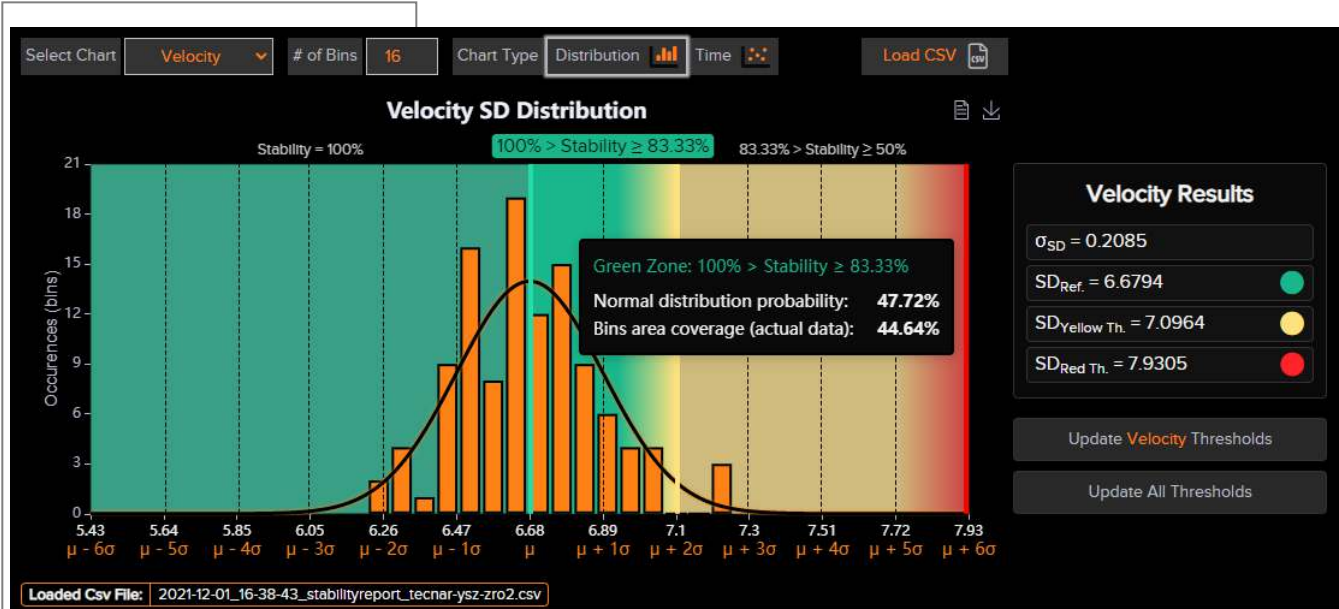 Select Chart Velocity # of Bins 16 Chart Type Distribution Time Load CSV CSV
Velocity SD Distribution
Stability = 100% 100% > Stability ≥ 83.33% 83.33% > Stability ≥ 50%
21
18
15
12
9
6
3
0
Occurences (bins)
Green Zone: 100% > Stability ≥ 83.33%
Normal distribution probability: 47.72%
Bins area coverage (actual data): 44.64%
5.43 5.64 5.85 6.05 6.26 6.47 6.68 6.89 7.1 7.3 7.51 7.72 7.93
μ - 6σ μ - 5σ μ - 4σ μ - 3σ μ - 2σ μ - 1σ μ μ + 1σ μ + 2σ μ + 3σ μ + 4σ μ + 5σ μ + 6σ
Velocity Results
σSD = 0.2085
SDRef. = 6.6794
SDYellow Th. = 7.0964
SDRed Th. = 7.9305
Update Velocity Thresholds
Update All Thresholds
Loaded Csv File: 2021-12-01_16-38-43_stabilityreport_tecnar-ysz-zro2.csv